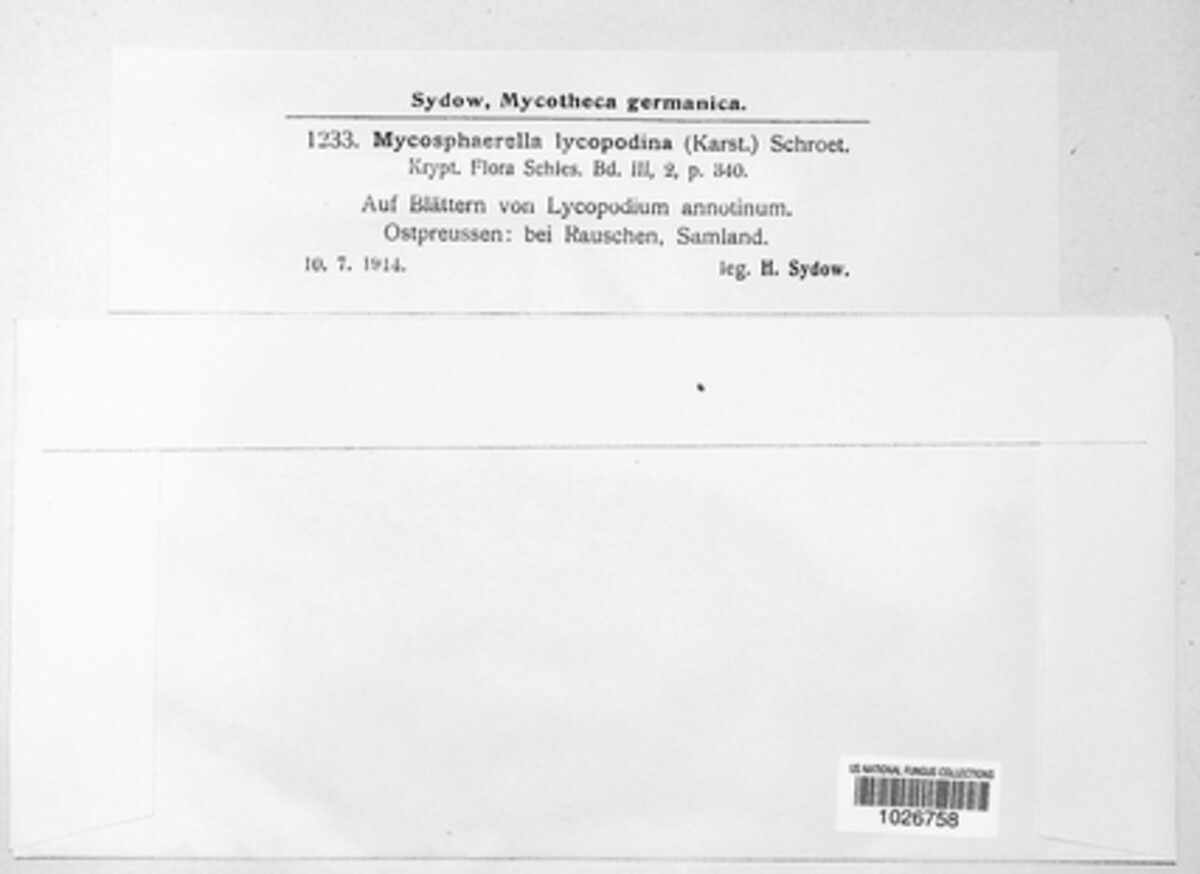 Sydow, Mycotheca germanica.
1233. Mycosphaerella lycopodina (Karst.) Schroet.
Krypt. Flora Schles. Bd. III, 2, p. 340.
Auf Blättern von Lycopodium annotinum.
Ostpreussen: bei Rauschen, Samland.
10. 7. 1914. leg. H. Sydow.
US NATIONAL FUNGUS COLLECTIONS
1026758